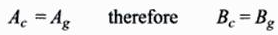 A_c = A_g therefore B_c = B_g